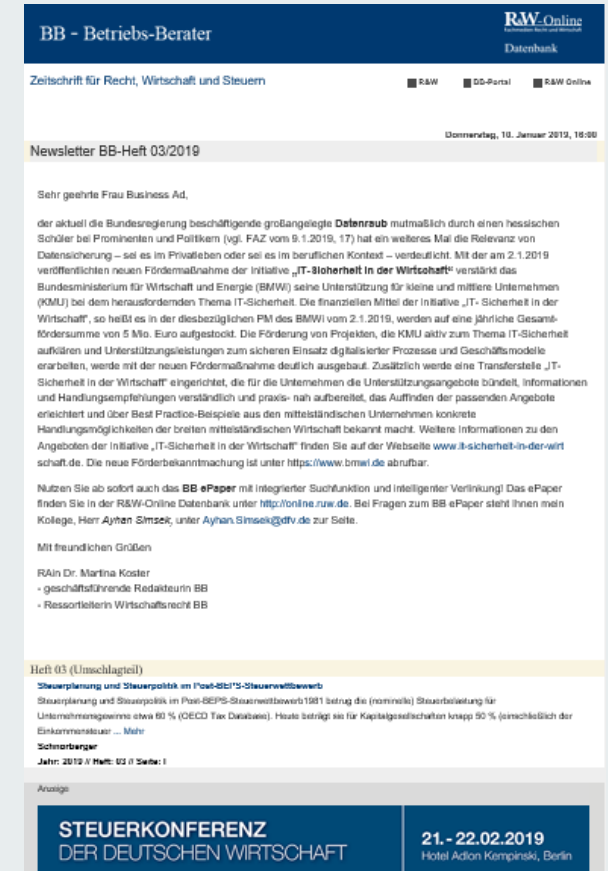 BB - Betriebs-Berater
R&W-Online
Datenbank
Zeitschrift für Recht, Wirtschaft und Steuern
R&W BB-Portal R&W Online
Donnerstag, 10. Januar 2019, 16:00
Newsletter BB-Heft 03/2019
Sehr geehrte Frau Business Ad,
der aktuell die Bundesregierung beschäftigende großangelegte Datenraub mutmaßlich durch einen hessischen
Schüler bei Prominenten und Politikern (vgl. FAZ vom 9.1.2019, 17) hat ein weiteres Mal die Relevanz von
Datensicherung – sei es im Privatleben oder sei es im beruflichen Kontext – verdeutlicht. Mit der am 2.1.2019
veröffentlichten neuen Fördermaßnahme der Initiative „IT-Sicherheit in der Wirtschaft“ verstärkt das
Bundesministerium für Wirtschaft und Energie (BMWi) seine Unterstützung für kleine und mittlere Unternehmen
(KMU) bei dem herausfordernden Thema IT-Sicherheit. Die finanziellen Mittel der Initiative „IT- Sicherheit in der
Wirtschaft“, so heißt es in der diesbezüglichen PM des BMWi vom 2.1.2019, werden auf eine jährliche Gesamt-
fördersumme von 5 Mio. Euro aufgestockt. Die Förderung von Projekten, die KMU aktiv zum Thema IT-Sicherheit
aufklären und Unterstützungsleistungen zum sicheren Einsatz digitalisierter Prozesse und Geschäftsmodelle
erarbeiten, werde mit der neuen Fördermaßnahme deutlich ausgebaut. Zusätzlich werde eine Transferstelle „IT-
Sicherheit in der Wirtschaft“ eingerichtet, die für die Unternehmen die Unterstützungsangebote bündelt, Informationen
und Handlungsempfehlungen verständlich und praxis- nah aufbereitet, das Auffinden der passenden Angebote
erleichtert und über Best Practice-Beispiele aus den mittelständischen Unternehmen konkrete
Handlungsmöglichkeiten der breiten mittelständischen Wirtschaft bekannt macht. Weitere Informationen zu den
Angeboten der Initiative „IT-Sicherheit in der Wirtschaft“ finden Sie auf der Webseite www.it-sicherheit-in-der-wirt
schaft.de. Die neue Förderbekanntmachung ist unter https://www.bmwi.de abrufbar.
Nutzen Sie ab sofort auch das BB ePaper mit integrierter Suchfunktion und intelligenter Verlinkung! Das ePaper
finden Sie in der R&W-Online Datenbank unter http://online.ruw.de. Bei Fragen zum BB ePaper steht Ihnen mein
Kollege, Herr Ayhan Simsek, unter Ayhan.Simsek@dfv.de zur Seite.
Mit freundlichen Grüßen
RAin Dr. Martina Koster
- geschäftsführende Redakteurin BB
- Ressortleiterin Wirtschaftsrecht BB
Heft 03 (Umschlagteil)
Steuerplanung und Steuerpolitik im Post-BEPS-Steuerwettbewerb
Steuerplanung und Steuerpolitik im Post-BEPS-Steuerwettbewerb1981 betrug die (nominelle) Steuerbelastung für
Unternehmensgewinne etwa 60 % (OECD Tax Database). Heute beträgt sie für Kapitalgesellschaften knapp 50 % (einschließlich der
Einkommensteuer ... Mehr
Schnorberger
Jahr: 2019 // Heft: 03 // Seite: I
Anzeige
STEUERKONFERENZ
DER DEUTSCHEN WIRTSCHAFT
21. - 22.02.2019
Hotel Adlon Kempinski, Berlin